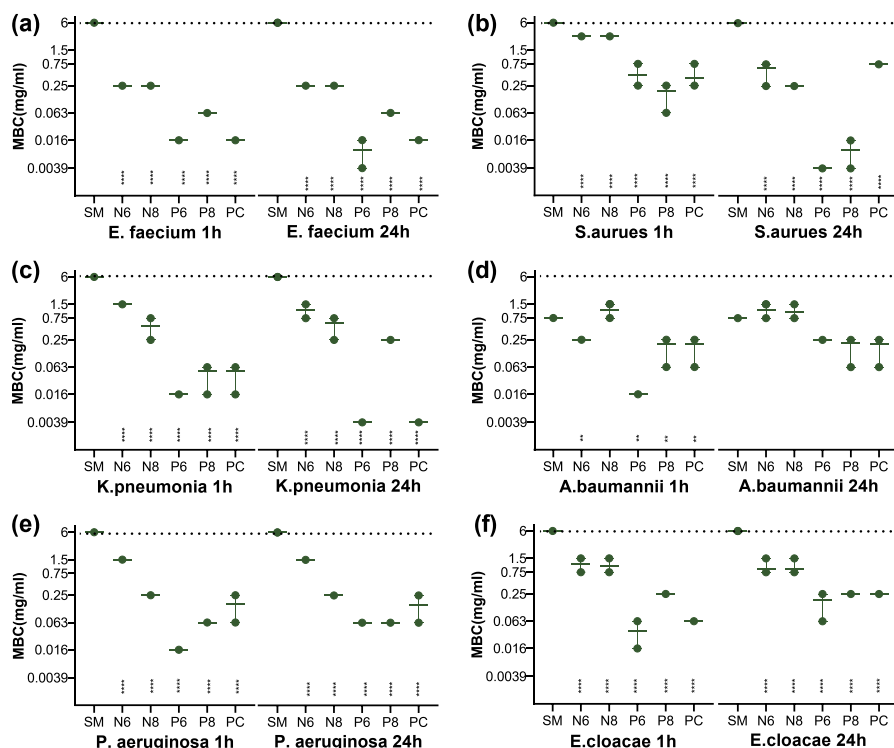 (a)
MBC(mg/ml)
6
1.5
0.75
0.25
0.063
0.016
0.0039
SM N6 N8 P6 P8 PC SM N6 N8 P6 P8 PC
E. faecium 1h E. faecium 24h
(b)
MBC(mg/ml)
6
1.5
0.75
0.25
0.063
0.016
0.0039
SM N6 N8 P6 P8 PC SM N6 N8 P6 P8 PC
S.aurues 1h S.aurues 24h
(c)
MBC(mg/ml)
6
1.5
0.75
0.25
0.063
0.016
0.0039
SM N6 N8 P6 P8 PC SM N6 N8 P6 P8 PC
K.pneumonia 1h K.pneumonia 24h
(d)
MBC(mg/ml)
6
1.5
0.75
0.25
0.063
0.016
0.0039
SM N6 N8 P6 P8 PC SM N6 N8 P6 P8 PC
A.baumannii 1h A.baumannii 24h
(e)
MBC(mg/ml)
6
1.5
0.75
0.25
0.063
0.016
0.0039
SM N6 N8 P6 P8 PC SM N6 N8 P6 P8 PC
P. aeruginosa 1h P. aeruginosa 24h
(f)
MBC(mg/ml)
6
1.5
0.75
0.25
0.063
0.016
0.0039
SM N6 N8 P6 P8 PC SM N6 N8 P6 P8 PC
E.cloacae 1h E.cloacae 24h